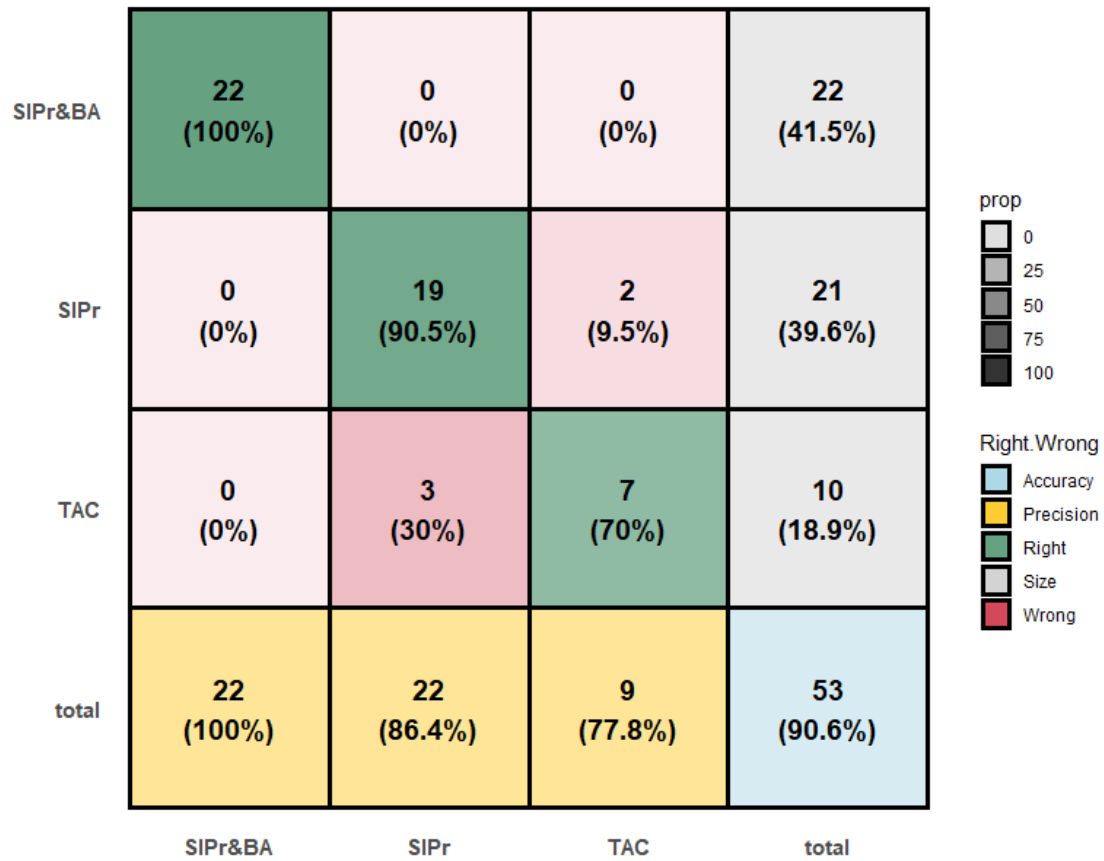 SIPr&BA
22
(100%)
0
(0%)
0
(0%)
22
(41.5%)
SIPr
0
(0%)
19
(90.5%)
2
(9.5%)
21
(39.6%)
TAC
0
(0%)
3
(30%)
7
(70%)
10
(18.9%)
total
22
(100%)
22
(86.4%)
9
(77.8%)
53
(90.6%)
SIPr&BA
SIPr
TAC
total
prop
0
25
50
75
100
Right.Wrong
Accuracy
Precision
Right
Size
Wrong